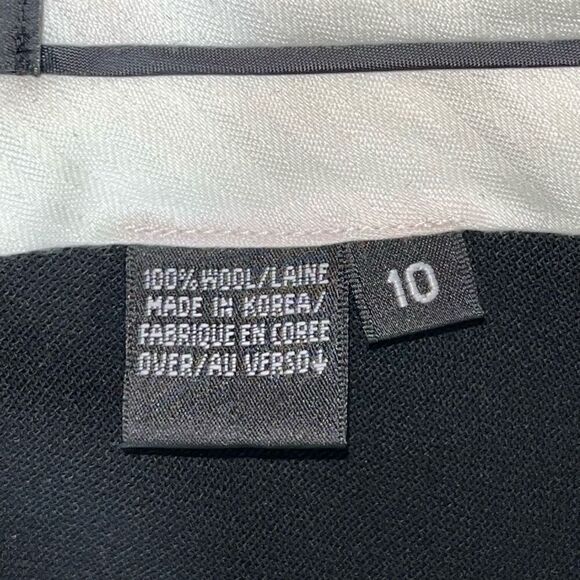 100% WOOL/LAINE
MADE IN KOREA/
FABRIQUE EN COREE
OVER/AU VERSO↓
10